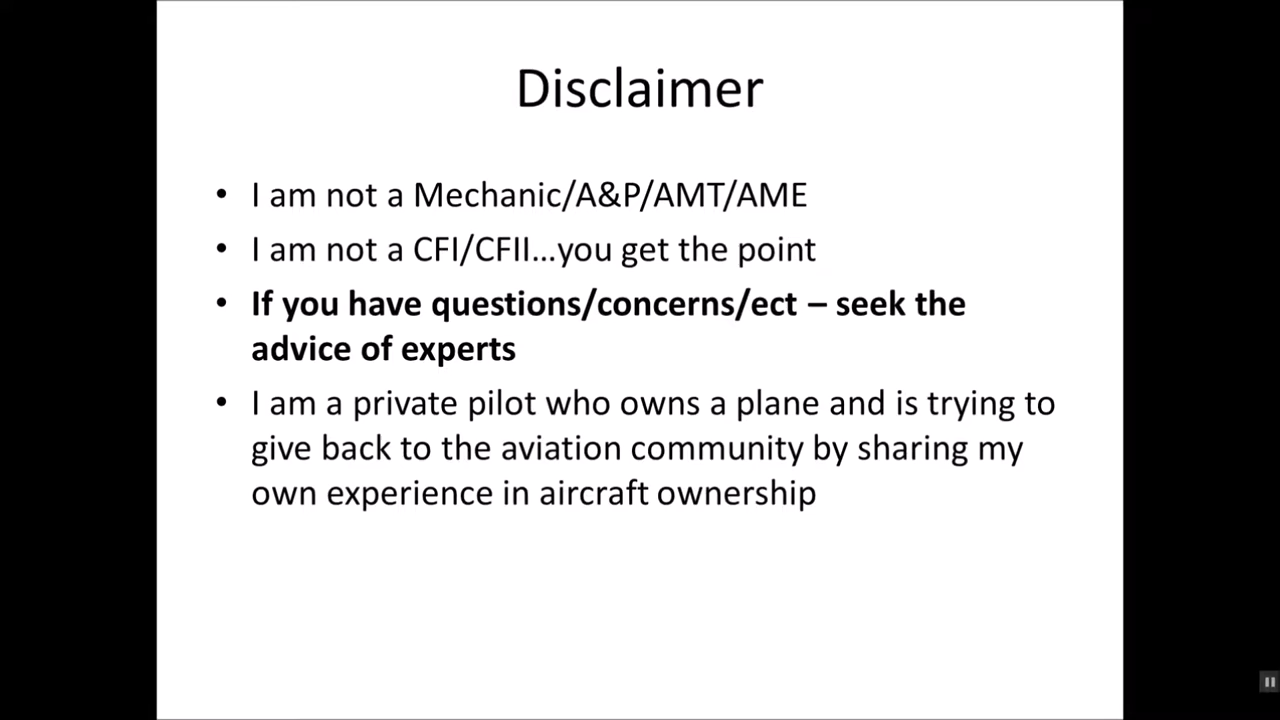 Disclaimer
• I am not a Mechanic/A&P/AMT/AME
• I am not a CFI/CFII...you get the point
• If you have questions/concerns/ect – seek the
advice of experts
• I am a private pilot who owns a plane and is trying to
give back to the aviation community by sharing my
own experience in aircraft ownership